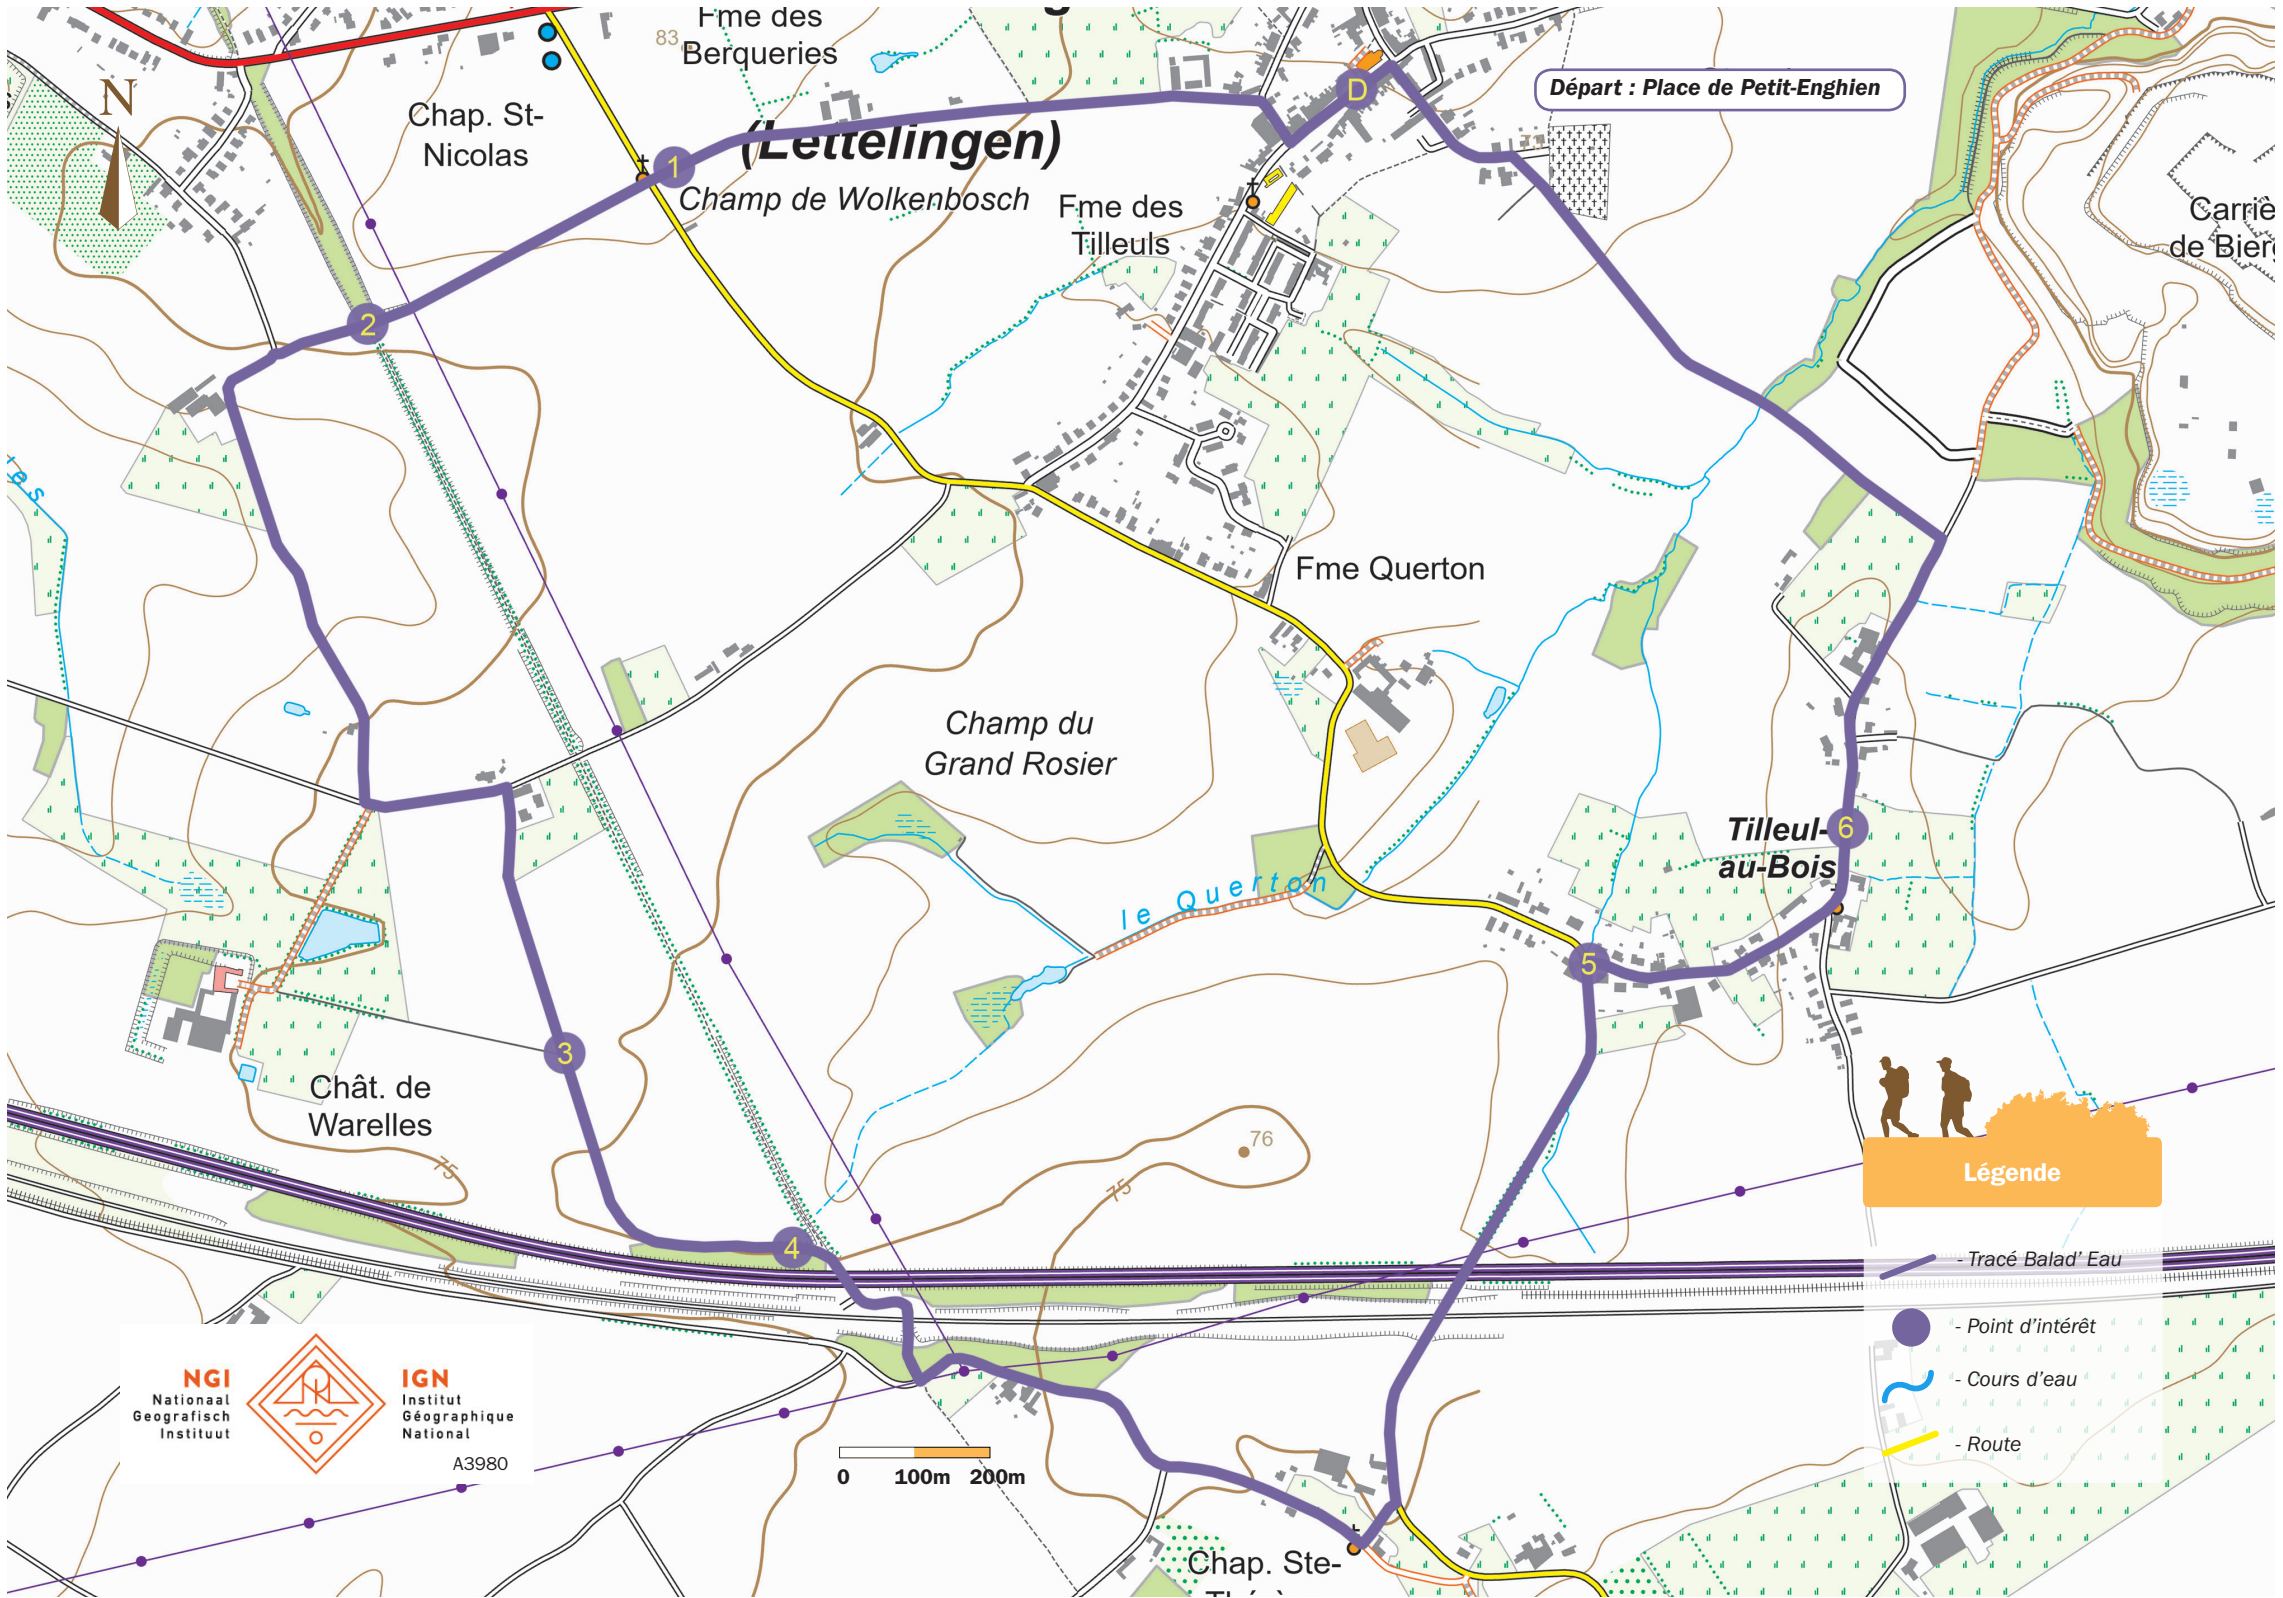 Fme des
Berqueries
83
N
Chap. St-
Nicolas
D
Départ : Place de Petit-Enghien
(Lettelingen)
1
Champ de Wolkenbosch
Fme des
Tilleuls
2
Fme Querton
Champ du
Grand Rosier
le Querton
Tilleul-
au-Bois
6
5
3
Chât. de
Warelles
75
76
75
4
Légende
- Tracé Balad' Eau
- Point d'intérêt
- Cours d'eau
- Route
NGI
Nationaal
Geografisch
Instituut
IGN
Institut
Géographique
National
A3980
0 100m 200m
Chap. Ste-